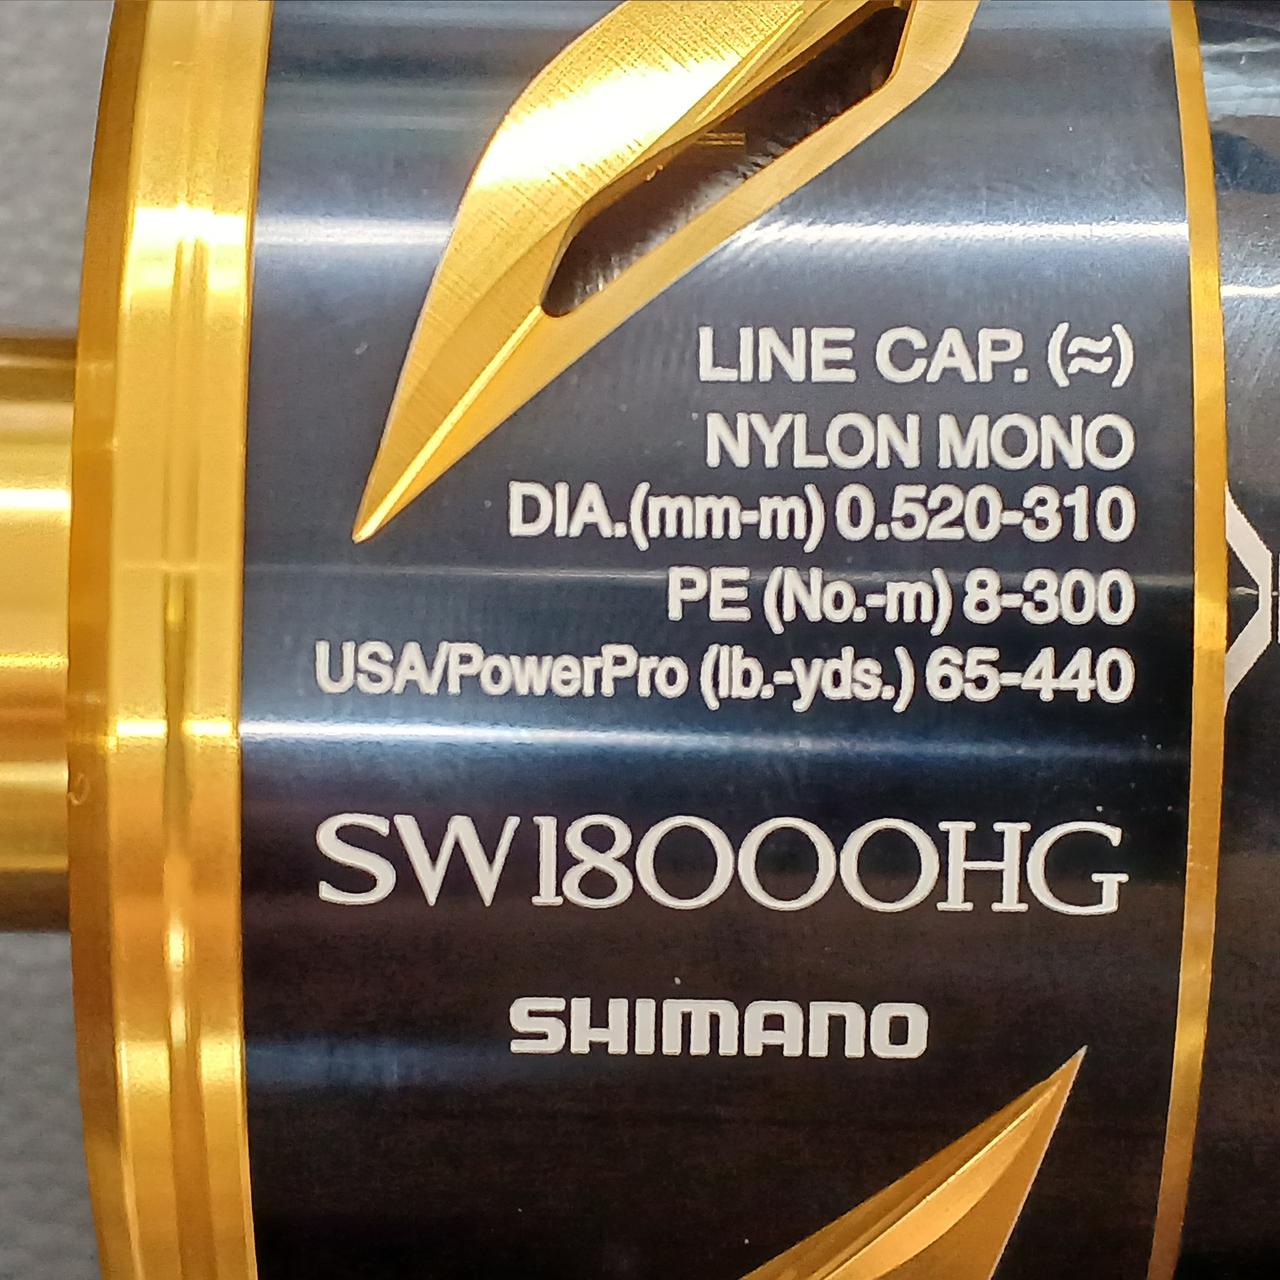 LINE CAP. (≈)
NYLON MONO
DIA.(mm-m) 0.520-310
PE (No.-m) 8-300
USA/PowerPro (lb.-yds.) 65-440
SW18000HG
SHIMANO